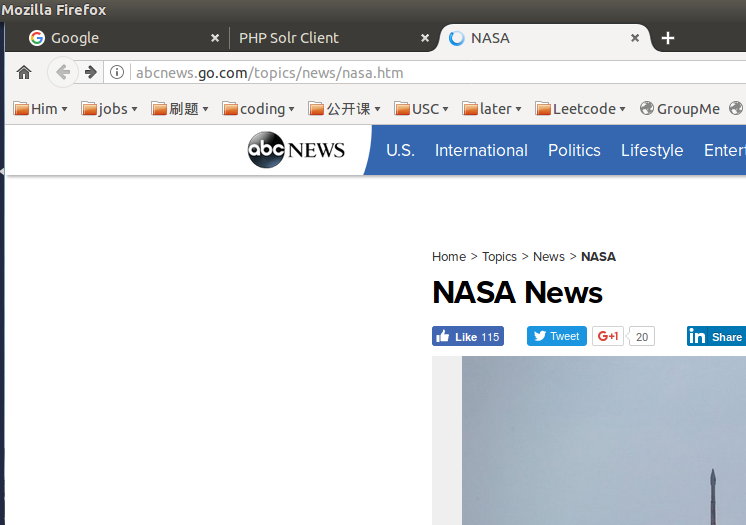 Mozilla Firefox
Google × PHP Solr Client × NASA × +
abcnews.go.com/topics/news/nasa.htm
Him jobs 刷题 coding 公开课 USC later Leetcode GroupMe
abc NEWS U.S. International Politics Lifestyle
Home > Topics > News > NASA
NASA News
Like 115 Tweet G+1 20 in Share